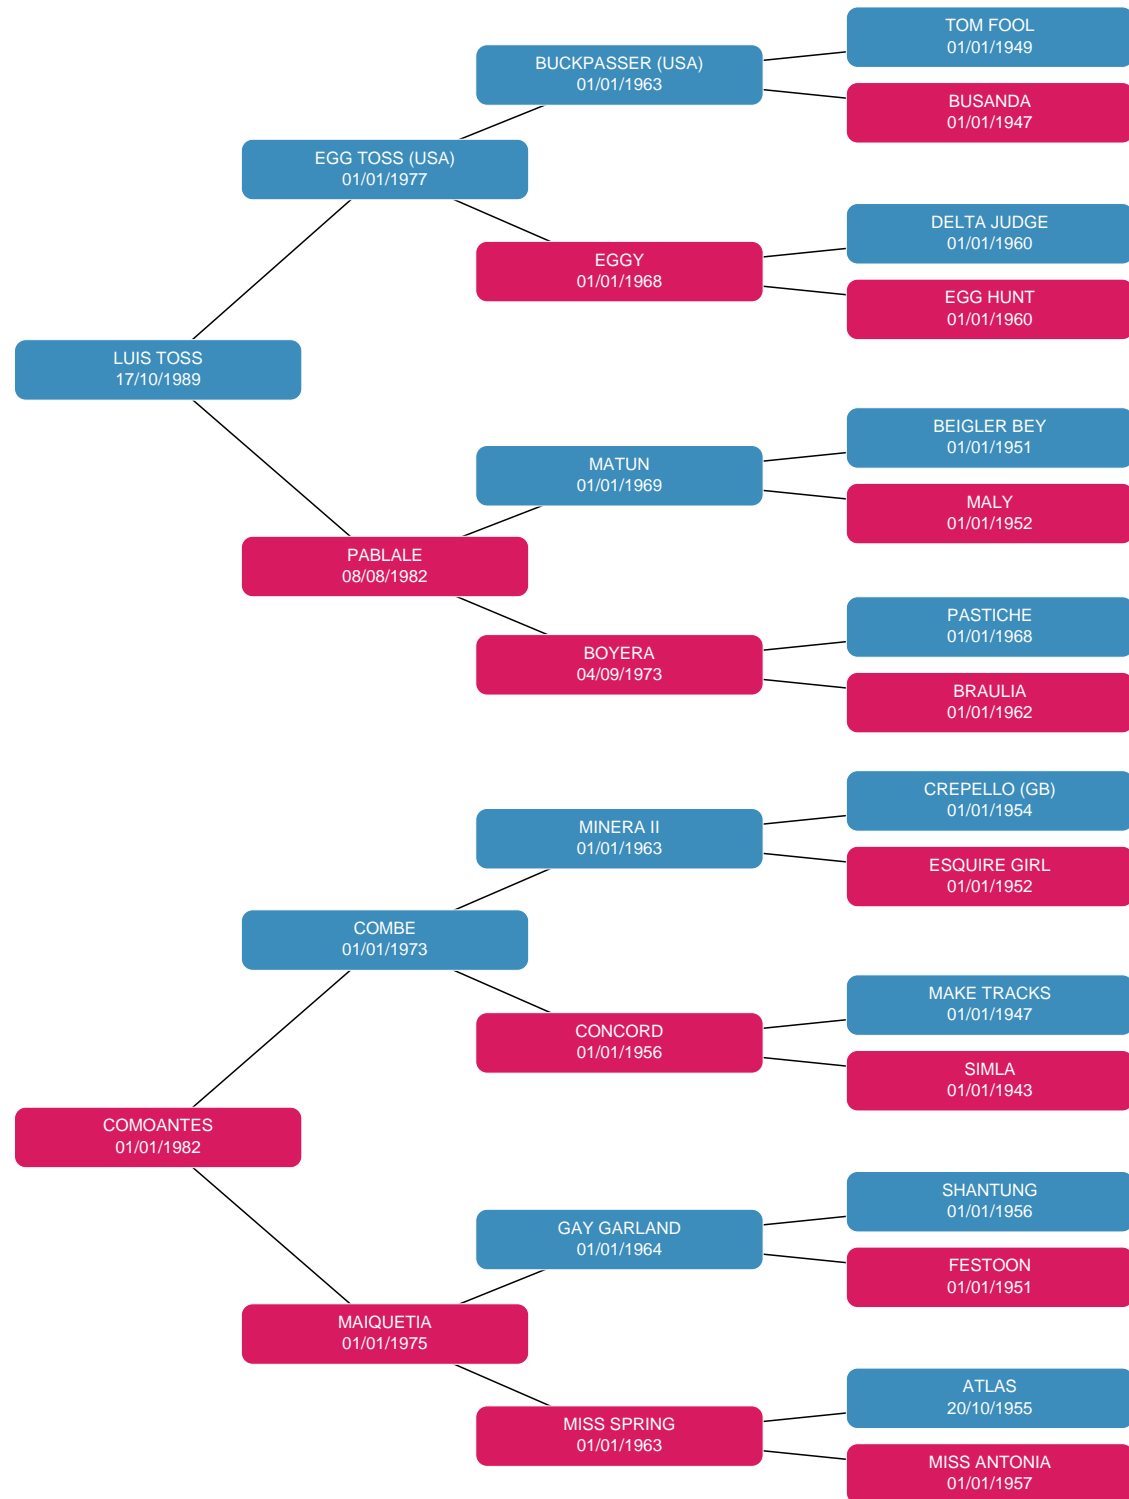 TOM FOOL
01/01/1949
BUCKPASSER (USA)
01/01/1963
BUSANDA
01/01/1947
EGG TOSS (USA)
01/01/1977
DELTA JUDGE
01/01/1960
EGGY
01/01/1968
EGG HUNT
01/01/1960
LUIS TOSS
17/10/1989
BEIGLER BEY
01/01/1951
MATUN
01/01/1969
MALY
01/01/1952
PABLALE
08/08/1982
PASTICHE
01/01/1968
BOYERA
04/09/1973
BRAULIA
01/01/1962
CREPELLO (GB)
01/01/1954
MINERA II
01/01/1963
ESQUIRE GIRL
01/01/1952
COMBE
01/01/1973
MAKE TRACKS
01/01/1947
CONCORD
01/01/1956
SIMLA
01/01/1943
COMOANTES
01/01/1982
SHANTUNG
01/01/1956
GAY GARLAND
01/01/1964
FESTOON
01/01/1951
MAIQUETIA
01/01/1975
ATLAS
20/10/1955
MISS SPRING
01/01/1963
MISS ANTONIA
01/01/1957